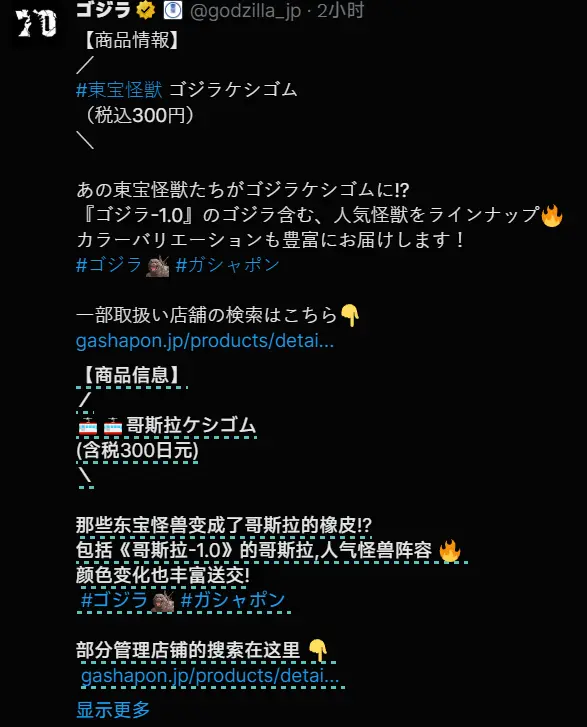 70
ゴジラ @godzilla_jp · 2小时
【商品情報】
／
#東宝怪獣 ゴジラケシゴム
（税込300円）
＼
あの東宝怪獣たちがゴジラケシゴムに!?
『ゴジラ-1.0』のゴジラ含む、人気怪獣をラインナップ🔥
カラーバリエーションも豊富にお届けします！
#ゴジラ #ガシャポン
一部取扱い店舗の検索はこちら👇
gashapon.jp/products/detai...
【商品信息】
/
🚋🚋哥斯拉ケシゴム
(含税300日元)
\
那些东宝怪兽变成了哥斯拉的橡皮!?
包括《哥斯拉-1.0》的哥斯拉,人气怪兽阵容 🔥
颜色变化也丰富送交!
#ゴジラ #ガシャポン
部分管理店铺的搜索在这里 👇
gashapon.jp/products/detai...
显示更多